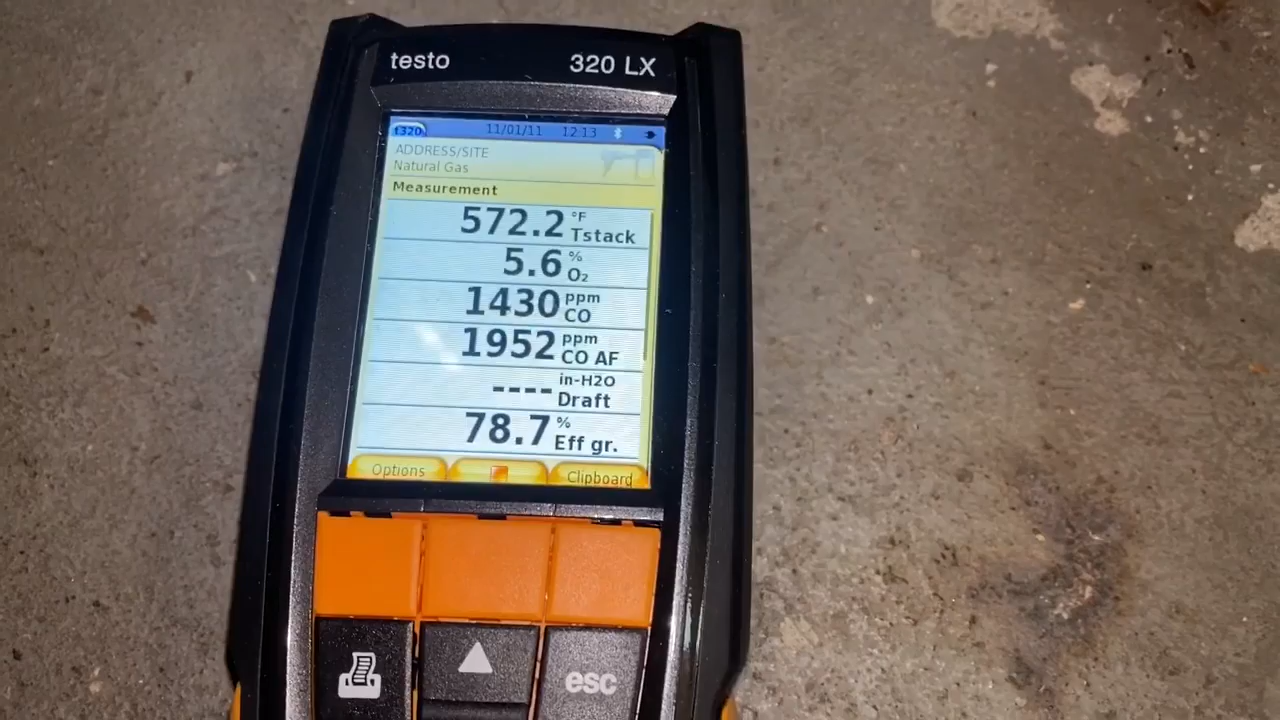 testo 320 LX
t320 11/01/11 12:13
ADDRESS/SITE
Natural Gas
Measurement
572.2 °F Tstack
5.6 % O₂
1430 ppm CO
1952 ppm CO AF
---- in-H2O Draft
78.7 % Eff gr.
Options Clipboard
esc